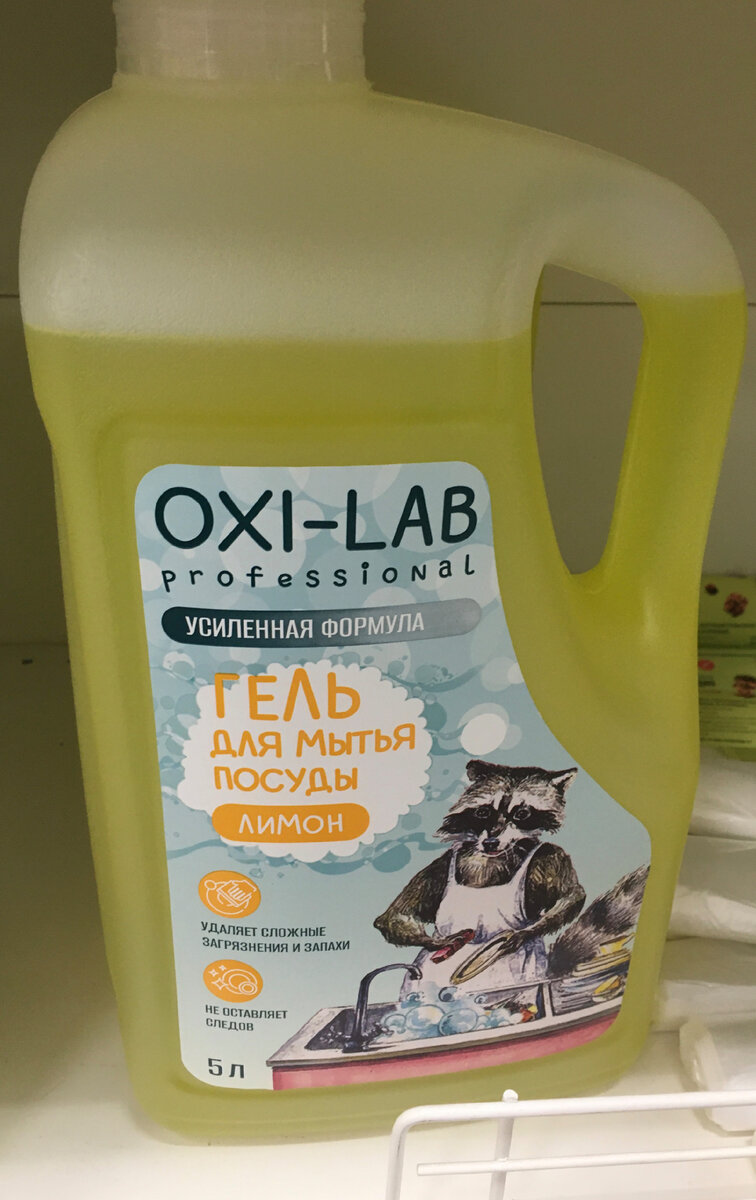 OXI-LAB
professional
УСИЛЕННАЯ ФОРМУЛА
ГЕЛЬ
ДЛЯ МЫТЬЯ
ПОСУДЫ
ЛИМОН
УДАЛЯЕТ СЛОЖНЫЕ
ЗАГРЯЗНЕНИЯ И ЗАПАХИ
НЕ ОСТАВЛЯЕТ
СЛЕДОВ
5 Л